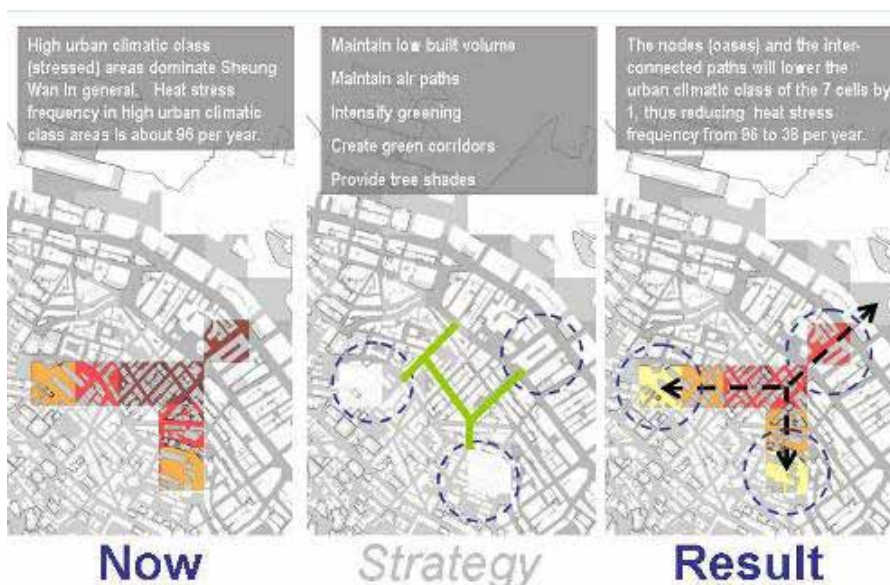 High urban climatic class
(stressed) areas dominate Sheung
Wan in general. Heat stress
frequency in high urban climatic
class areas is about 96 per year.
Maintain low built volume
Maintain air paths
Intensify greening
Create green corridors
Provide tree shades
The nodes (oases) and the inter-
connected paths will lower the
urban climatic class of the 7 cells by
1, thus reducing heat stress
frequency from 96 to 38 per year.
Now
Strategy
Result